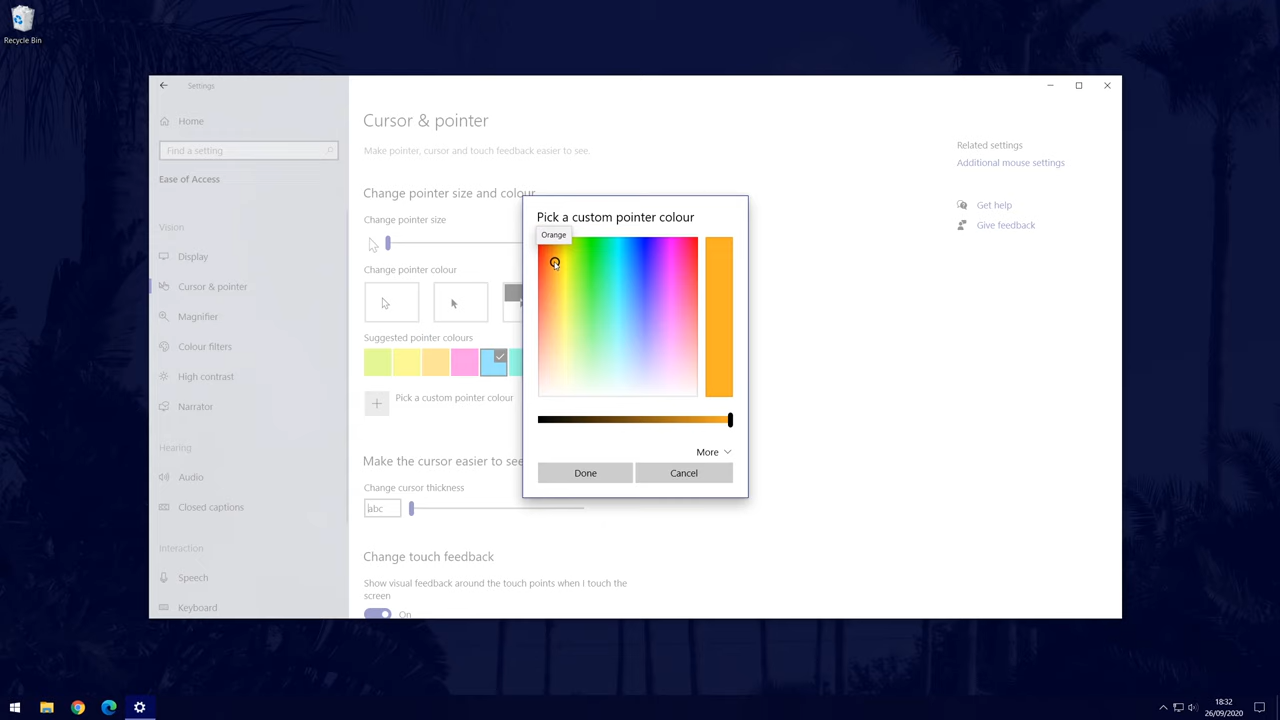 Recycle Bin
Settings
Home
Find a setting
Ease of Access
Vision
Display
Cursor & pointer
Magnifier
Colour filters
High contrast
Narrator
Hearing
Audio
Closed captions
Interaction
Speech
Keyboard
Cursor & pointer
Make pointer, cursor and touch feedback easier to see.
Change pointer size and colour
Change pointer size
Change pointer colour
Suggested pointer colours
Pick a custom pointer colour
Make the cursor easier to see
Change cursor thickness
abc
Change touch feedback
Show visual feedback around the touch points when I touch the
screen
On
Pick a custom pointer colour
Orange
More
Done
Cancel
Related settings
Additional mouse settings
Get help
Give feedback
18:32
26/09/2020